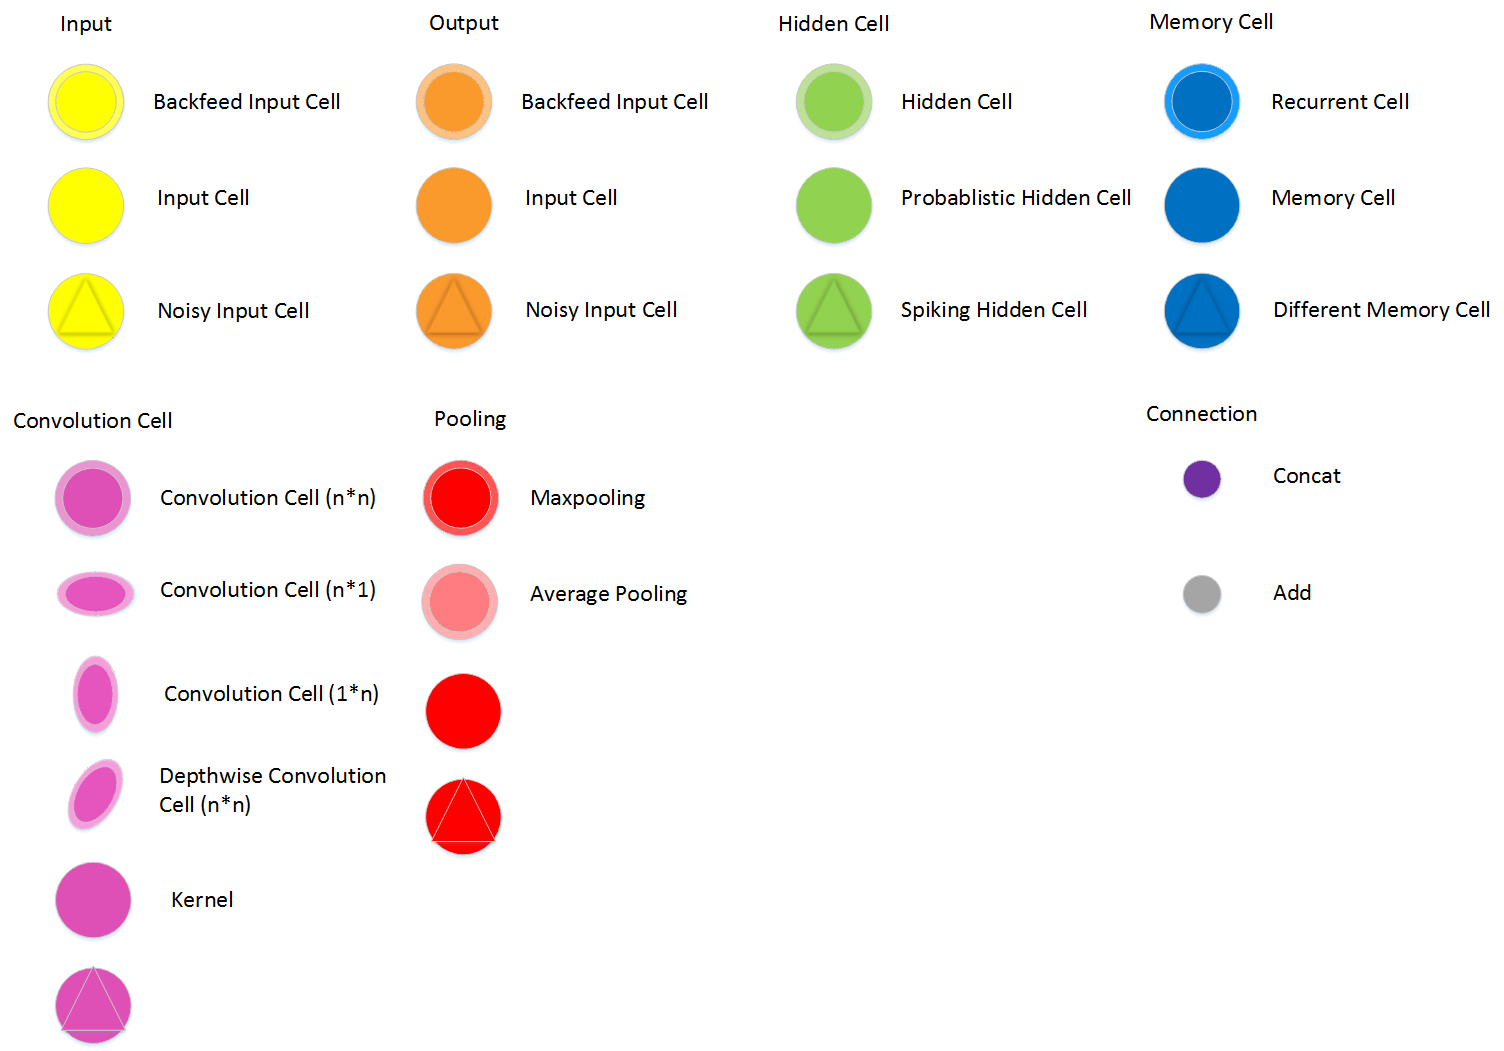 Input
Backfeed Input Cell
Input Cell
Noisy Input Cell
Output
Backfeed Input Cell
Input Cell
Noisy Input Cell
Hidden Cell
Hidden Cell
Probablistic Hidden Cell
Spiking Hidden Cell
Memory Cell
Recurrent Cell
Memory Cell
Different Memory Cell
Convolution Cell
Convolution Cell (n*n)
Convolution Cell (n*1)
Convolution Cell (1*n)
Depthwise Convolution
Cell (n*n)
Kernel
Pooling
Maxpooling
Average Pooling
Connection
Concat
Add